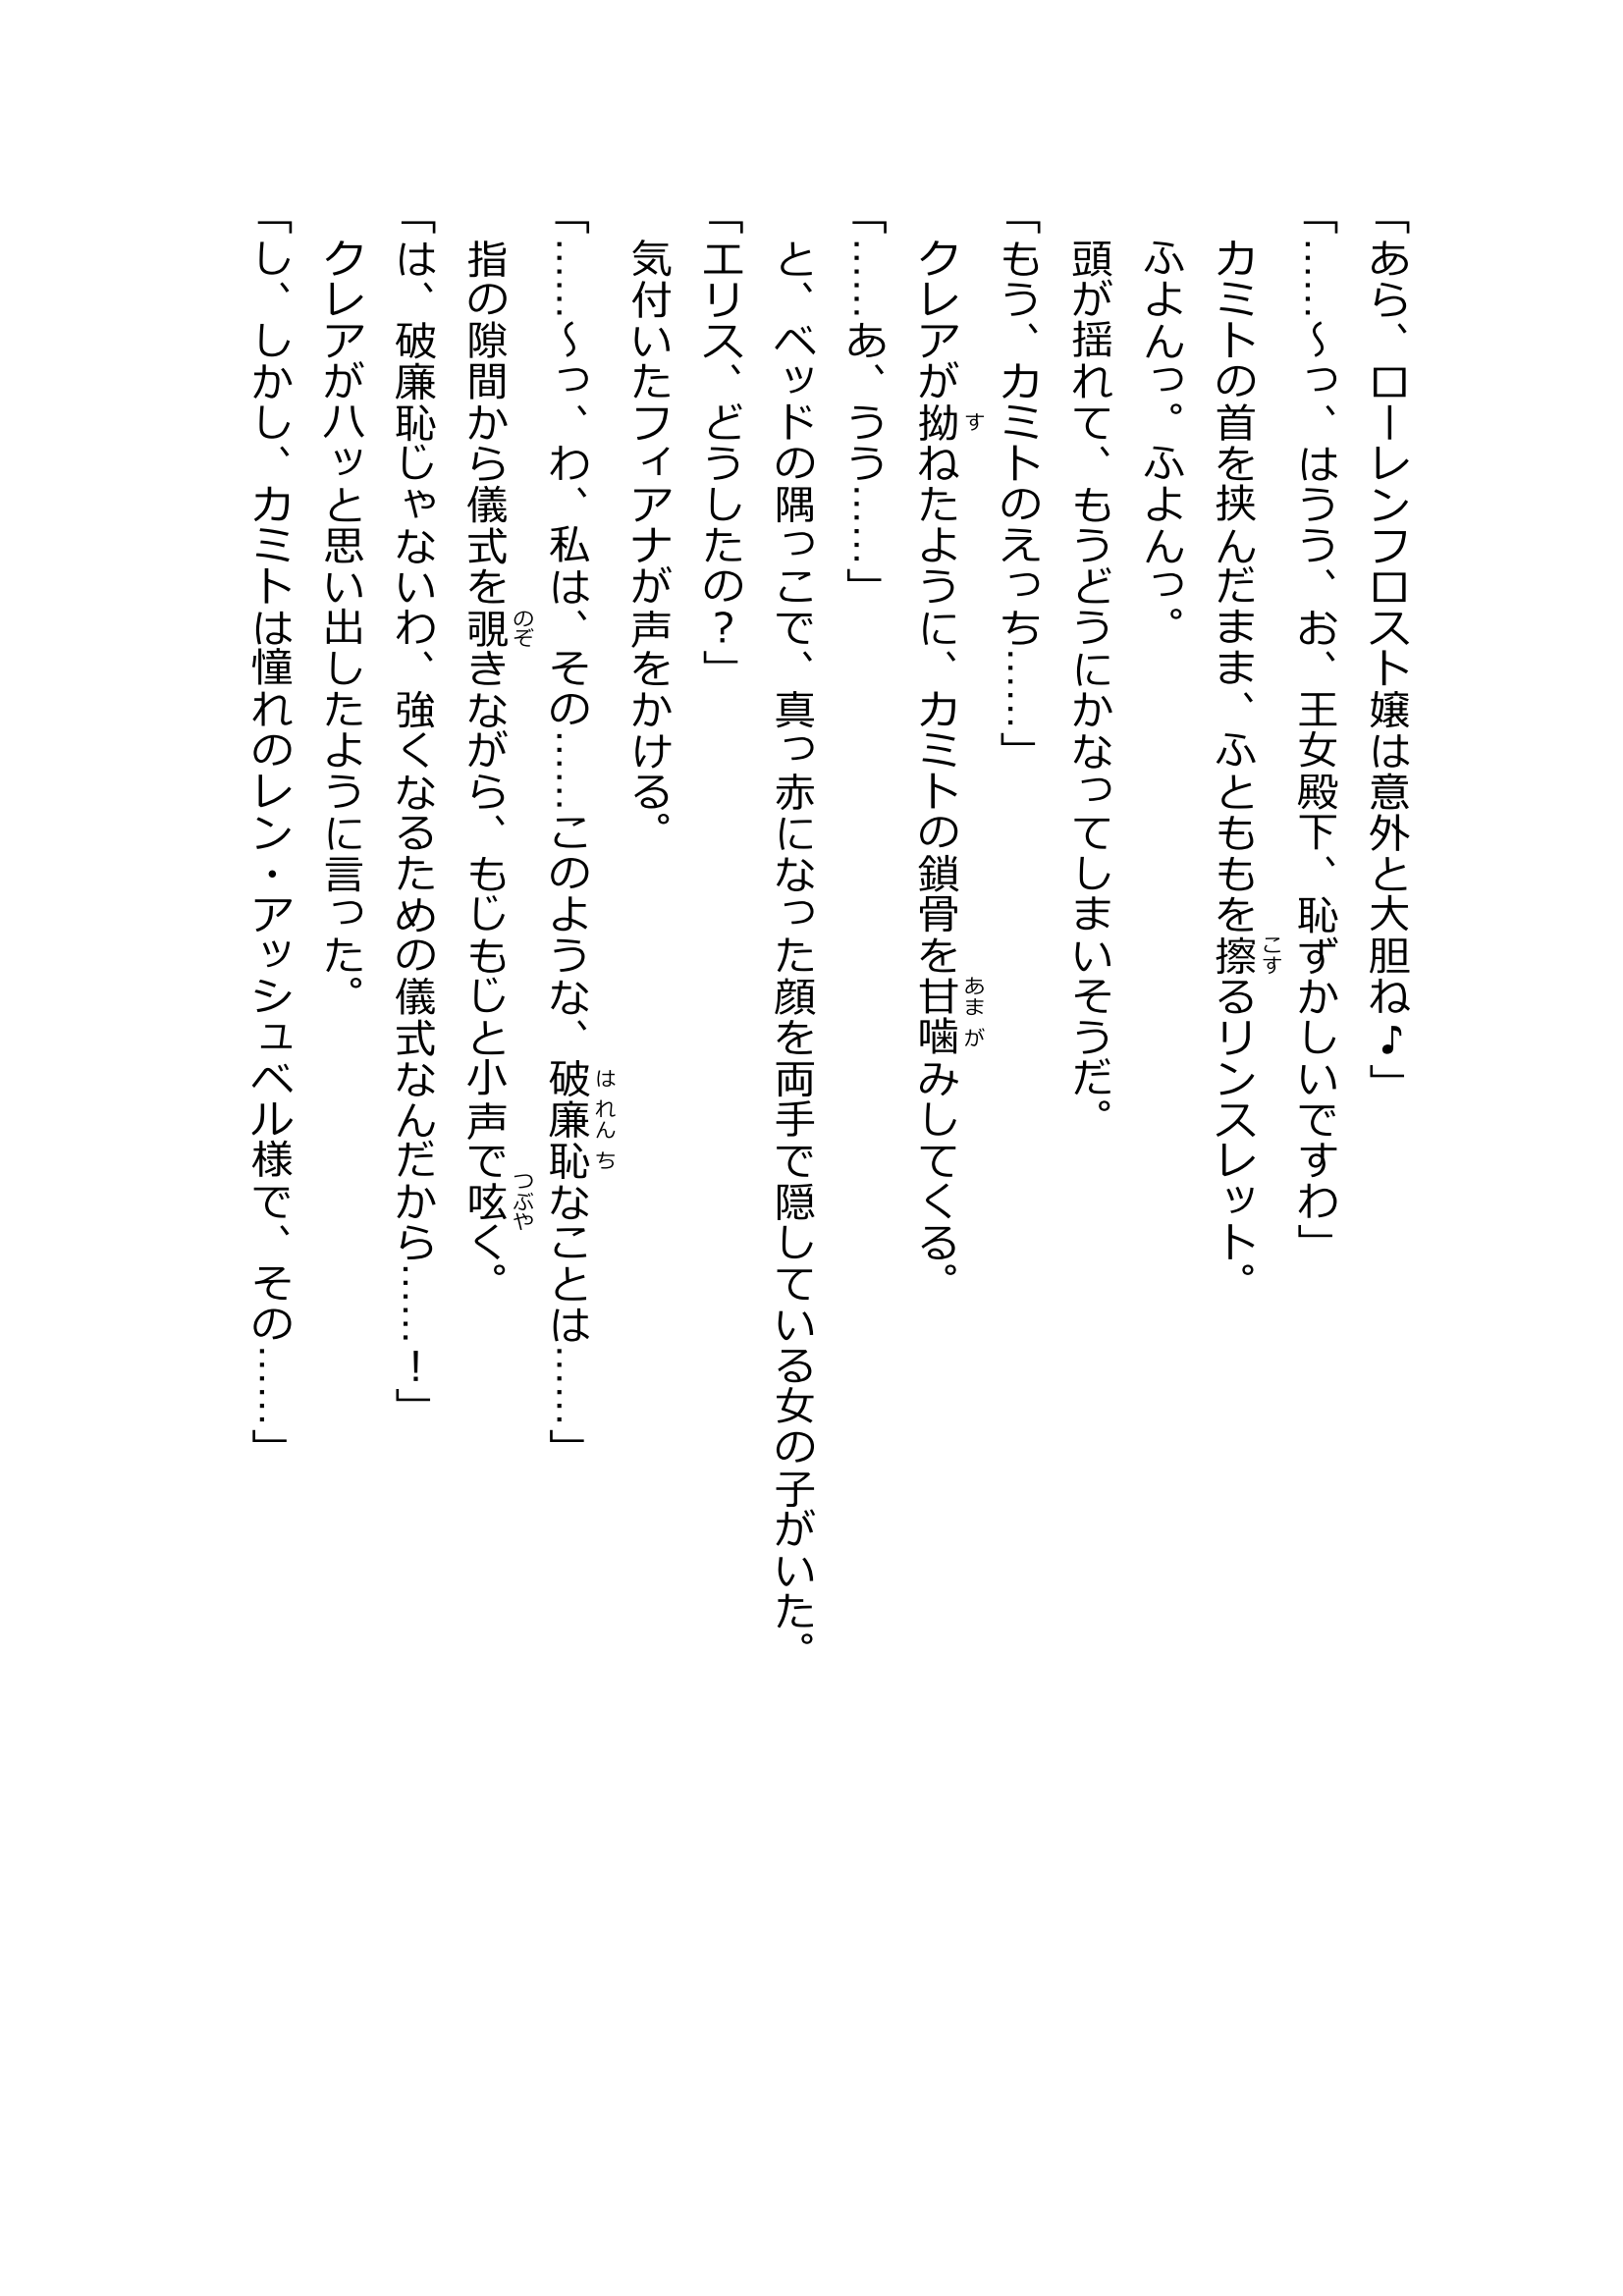 「あら、ローレンフロスト嬢は意外と大胆ね♪」
「……～っ、はうう、お、王女殿下、恥ずかしいですわ」
　カミトの首を挟んだまま、ふとももを擦るリンスレット。
　ふよんっ。ふよんっ。
　頭が揺れて、もうどうにかなってしまいそうだ。
「もう、カミトのえっち……」
　クレアが拗ねたように、カミトの鎖骨を甘噛みしてくる。
「……あ、うう……」
　と、ベッドの隅っこで、真っ赤になった顔を両手で隠している女の子がいた。
「エリス、どうしたの？」
　気付いたフィアナが声をかける。
「……～っ、わ、私は、その……このような、破廉恥なことは……」
　指の隙間から儀式を覗きながら、もじもじと小声で呟く。
「は、破廉恥じゃないわ、強くなるための儀式なんだから……！」
　クレアがハッと思い出したように言った。
「し、しかし、カミトは憧れのレン・アッシュベル様で、その……」